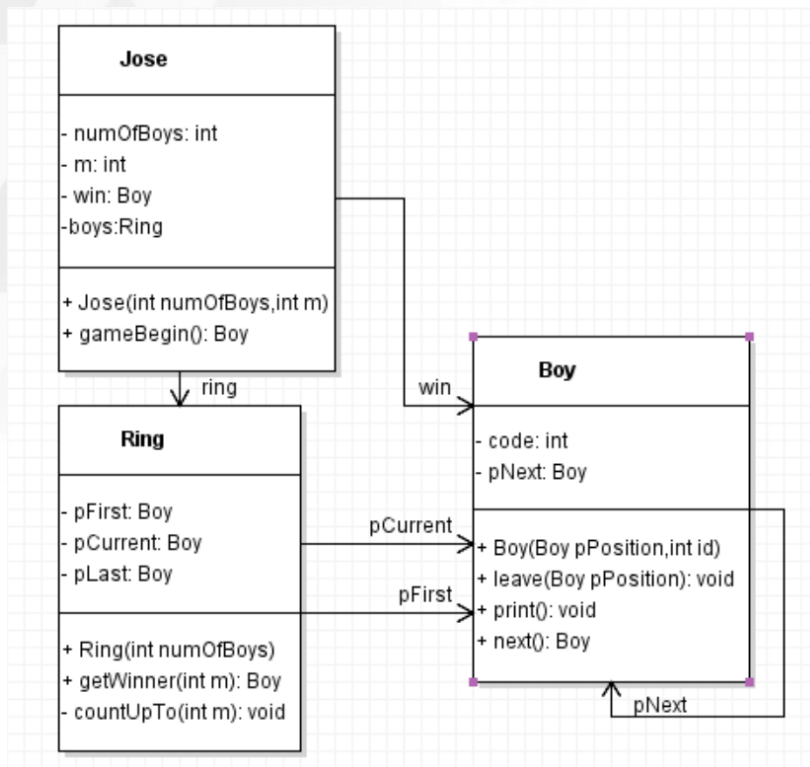 Jose
- numOfBoys: int
- m: int
- win: Boy
-boys:Ring
+ Jose(int numOfBoys,int m)
+ gameBegin(): Boy
ring
win
Ring
- pFirst: Boy
- pCurrent: Boy
- pLast: Boy
+ Ring(int numOfBoys)
+ getWinner(int m): Boy
- countUpTo(int m): void
pCurrent
pFirst
Boy
- code: int
- pNext: Boy
+ Boy(Boy pPosition,int id)
+ leave(Boy pPosition): void
+ print(): void
+ next(): Boy
pNext